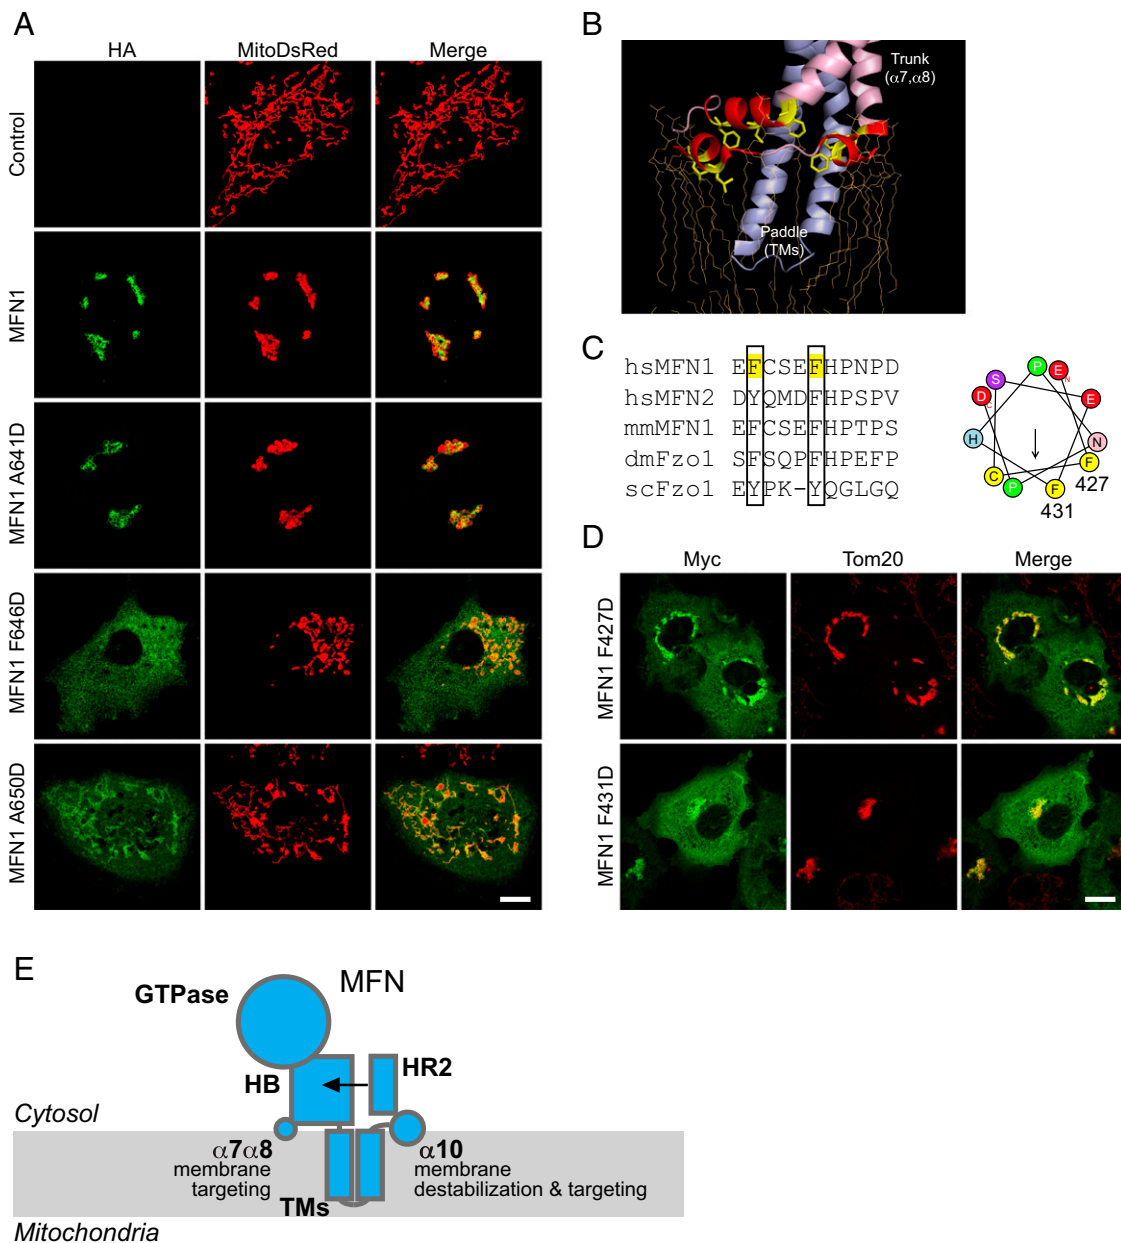 A
HA MitoDsRed Merge
Control
MFN1
MFN1 A641D
MFN1 F646D
MFN1 A650D
B
Trunk
(α7,α8)
Paddle
(TMs)
C
hsMFN1 EFCSEFHPNPD
hsMFN2 DYQMDFHPSPV
mmMFN1 EFCSEFHPTPS
dmFzo1 SFSQPFHPEFP
scFzo1 EYPK-YQGLGQ
P E N
S
D C
E
H
N
F
C
P
F
427
431
D
Myc Tom20 Merge
MFN1 F427D
MFN1 F431D
E
MFN
GTPase
HB
HR2
Cytosol
α7α8
membrane
targeting
α10
membrane
destabilization & targeting
TMs
Mitochondria